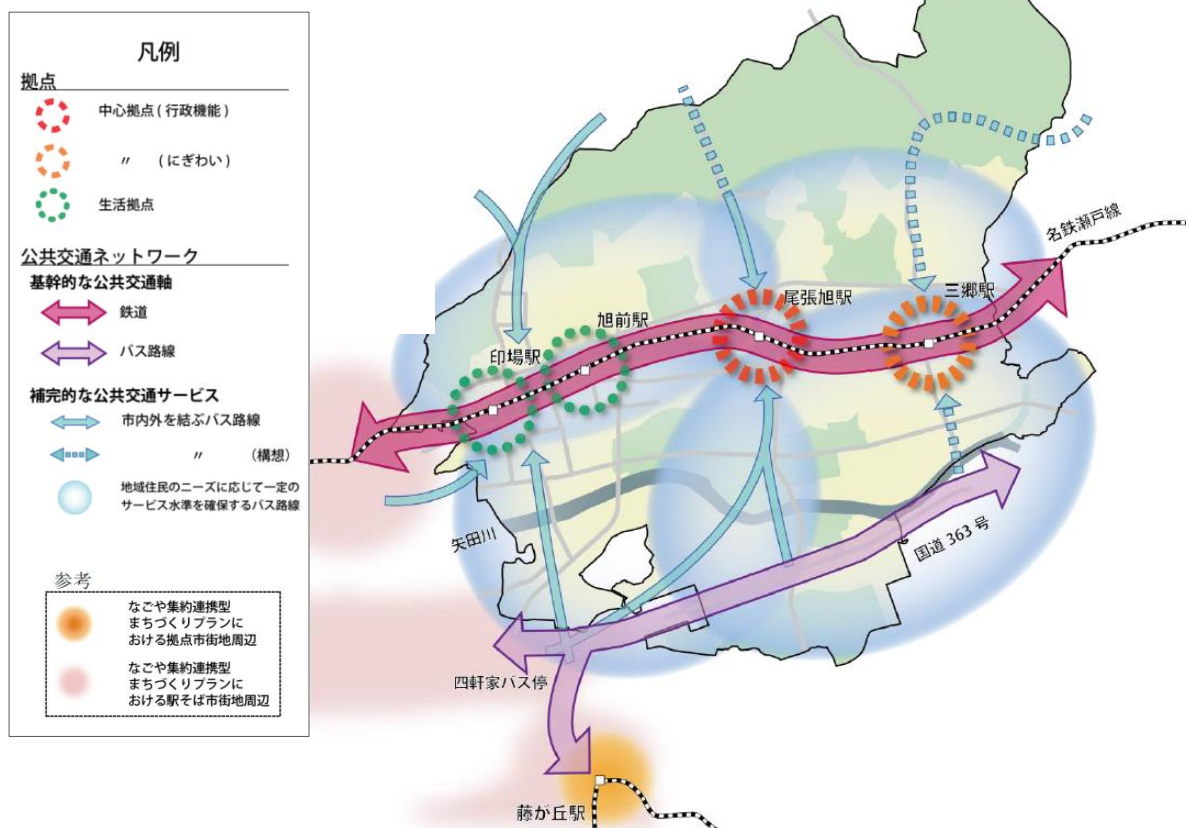 凡例
拠点
中心拠点 ( 行政機能 )
〃 ( にぎわい )
生活拠点
公共交通ネットワーク
基幹的な公共交通軸
鉄道
バス路線
補完的な公共交通サービス
市内外を結ぶバス路線
〃 (構想)
地域住民のニーズに応じて一定の
サービス水準を確保するバス路線
参考
なごや集約連携型
まちづくりプランに
おける拠点市街地周辺
なごや集約連携型
まちづくりプランに
おける駅そば市街地周辺
名鉄瀬戸線
三郷駅
尾張旭駅
旭前駅
印場駅
矢田川
国道 363 号
四軒家バス停
藤が丘駅